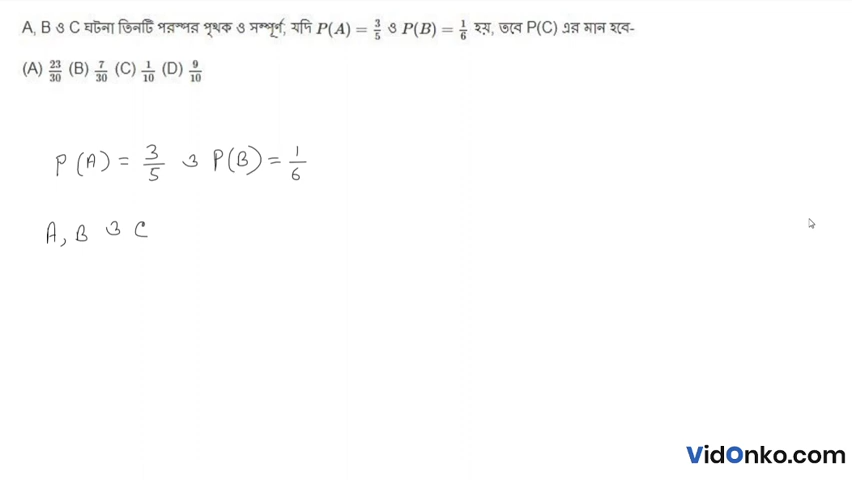 A, B ও C ঘটনা তিনটি পরস্পর পৃথক ও সম্পূর্ণ, যদি P(A) = 3/5 ও P(B) = 1/6 হয়, তবে P(C) এর মান হবে-
(A) 23/30 (B) 7/30 (C) 1/10 (D) 9/10
P(A) = 3/5 ও P(B) = 1/6
A, B ও C
VidOnko.com